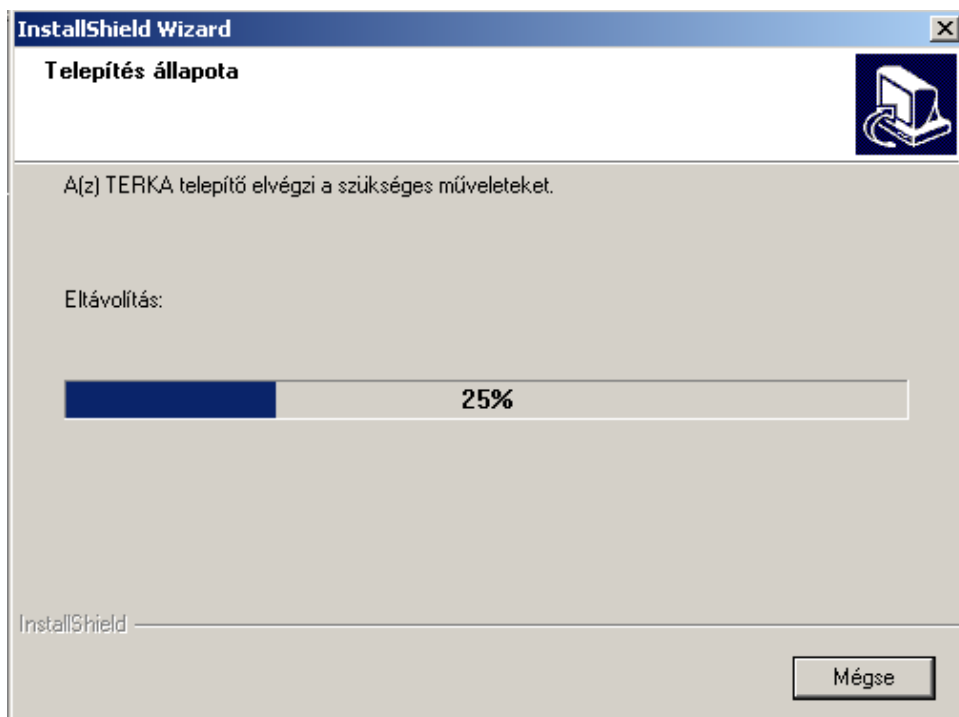 InstallShield Wizard
Telepítés állapota
A(z) TERKA telepítő elvégzi a szükséges műveleteket.
Eltávolítás:
25%
InstallShield
Mégse